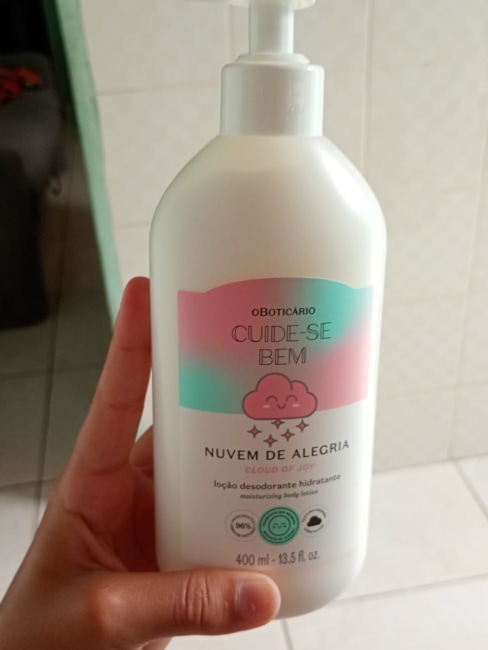 oBOTICÁRIO
CUIDE-SE
BEM
NUVEM DE ALEGRIA
CLOUD OF JOY
loção desodorante hidratante
moisturizing body lotion
96%
400 ml - 13.5 fl. oz.